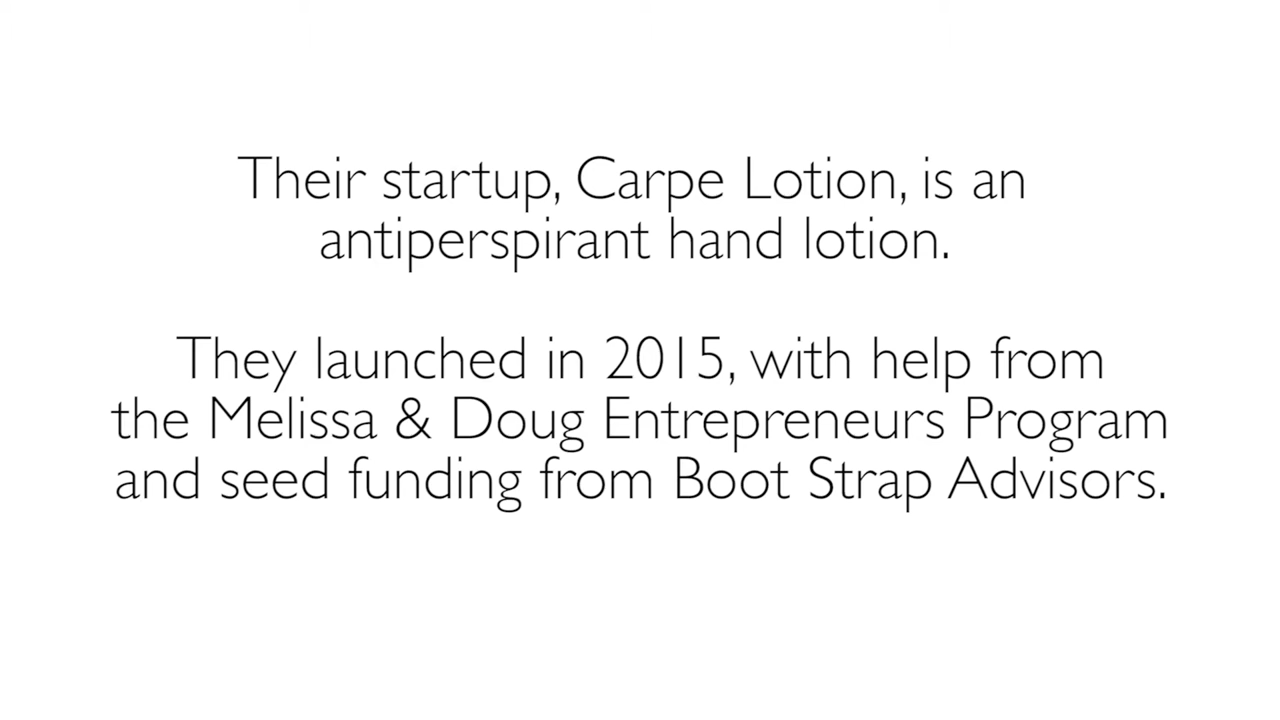 Their startup, Carpe Lotion, is an
antiperspirant hand lotion.
They launched in 2015, with help from
the Melissa & Doug Entrepreneurs Program
and seed funding from Boot Strap Advisors.